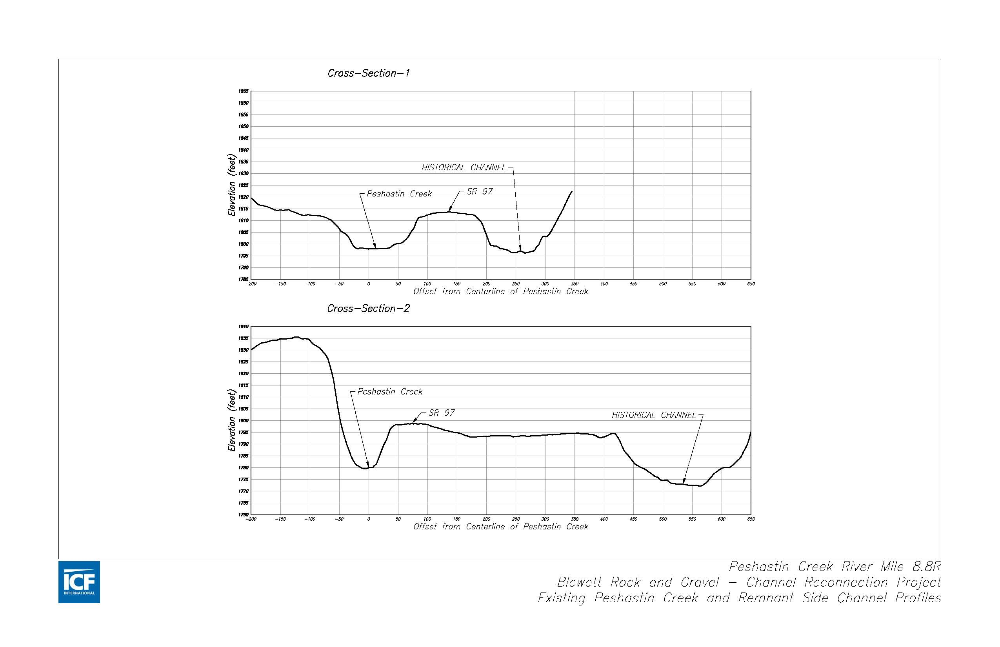 Cross-Section-1
1865
1860
1855
1850
1845
1840
1835
1830
1825
1820
1815
1810
1805
1800
1795
1790
1785
Elevation (feet)
HISTORICAL CHANNEL
Peshastin Creek
SR 97
-200 -150 -100 -50 0 50 100 150 200 250 300 350 400 450 500 550 600 650
Offset from Centerline of Peshastin Creek
Cross-Section-2
1840
1835
1830
1825
1820
1815
1810
1805
1800
1795
1790
1785
1780
1775
1770
1765
1760
Elevation (feet)
Peshastin Creek
SR 97
HISTORICAL CHANNEL
-200 -150 -100 -50 0 50 100 150 200 250 300 350 400 450 500 550 600 650
Offset from Centerline of Peshastin Creek
ICF
INTERNATIONAL
Peshastin Creek River Mile 8.8R
Blewett Rock and Gravel - Channel Reconnection Project
Existing Peshastin Creek and Remnant Side Channel Profiles